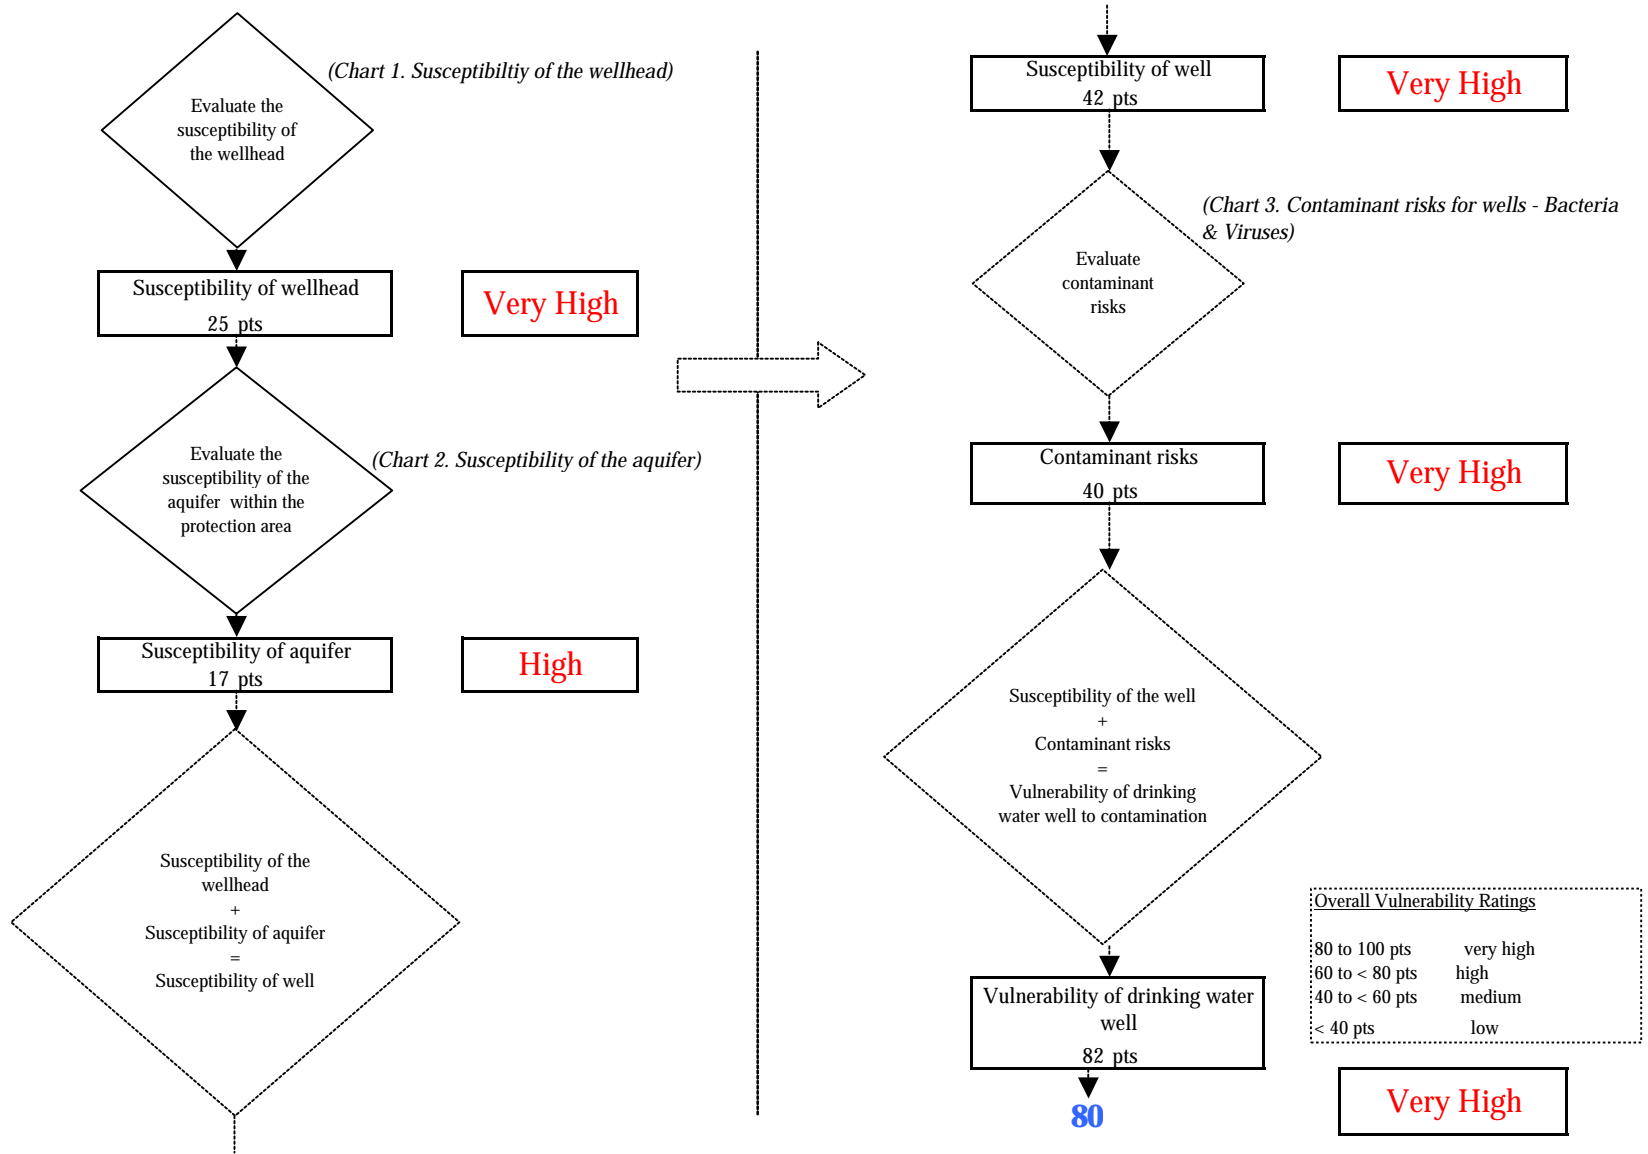 (Chart 1. Susceptibiltiy of the wellhead)
Evaluate the
susceptibility of
the wellhead
Susceptibility of wellhead
25 pts
Very High
Evaluate the
susceptibility of the
aquifer within the
protection area
(Chart 2. Susceptibility of the aquifer)
Susceptibility of aquifer
17 pts
High
Susceptibility of the
wellhead
+
Susceptibility of aquifer
=
Susceptibility of well
Susceptibility of well
42 pts
Very High
(Chart 3. Contaminant risks for wells - Bacteria
& Viruses)
Evaluate
contaminant
risks
Contaminant risks
40 pts
Very High
Susceptibility of the well
+
Contaminant risks
=
Vulnerability of drinking
water well to contamination
Overall Vulnerability Ratings
80 to 100 pts very high
60 to < 80 pts high
40 to < 60 pts medium
< 40 pts low
Vulnerability of drinking water
well
82 pts
80
Very High